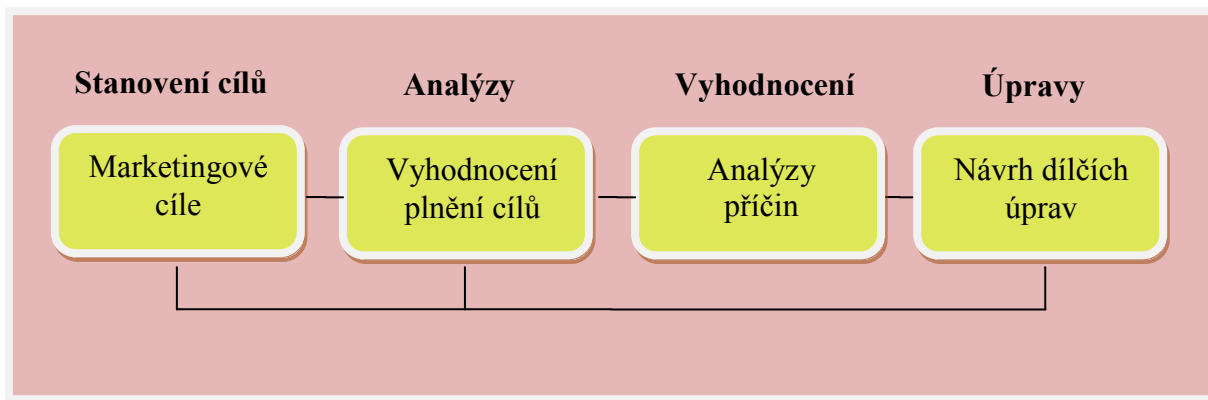 Stanovení cílů
Analýzy
Vyhodnocení
Úpravy
Marketingové
cíle
Vyhodnocení
plnění cílů
Analýzy
příčin
Návrh dílčích
úprav